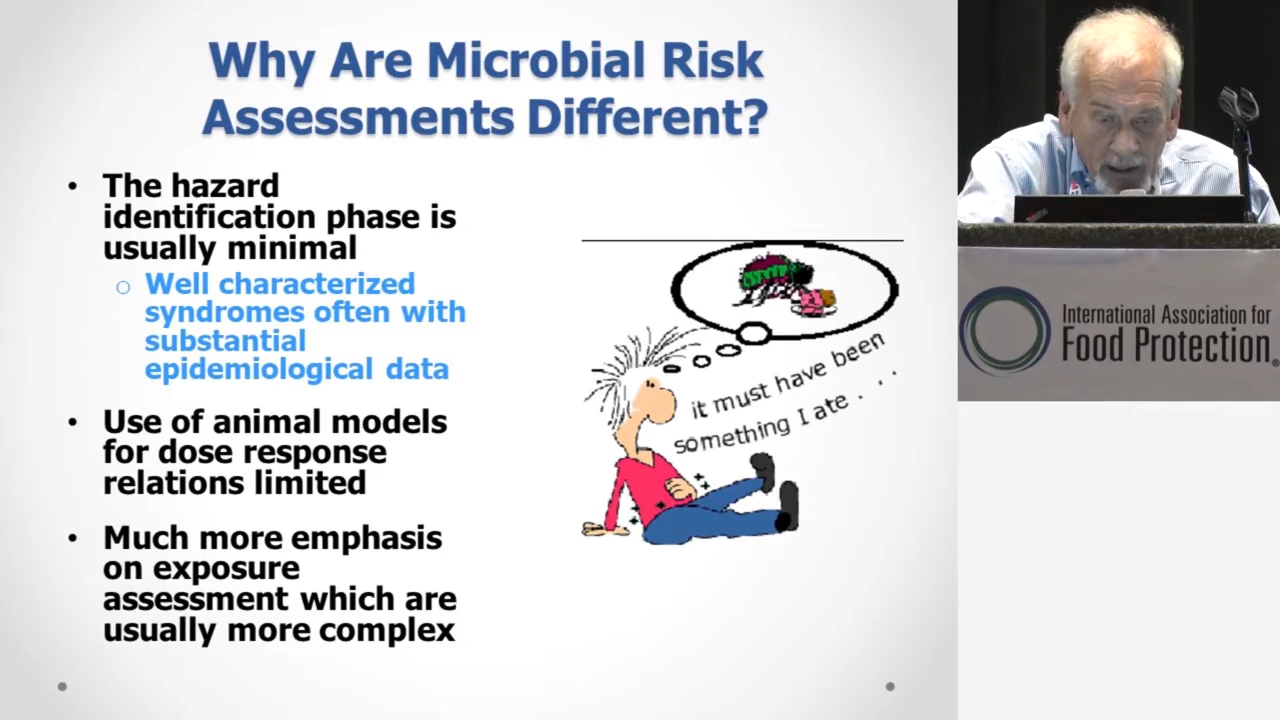 Why Are Microbial Risk
Assessments Different?
• The hazard
identification phase is
usually minimal
o Well characterized
syndromes often with
substantial
epidemiological data
• Use of animal models
for dose response
relations limited
• Much more emphasis
on exposure
assessment which are
usually more complex
it must have been
something I ate . . .
International Association for
Food Protection®